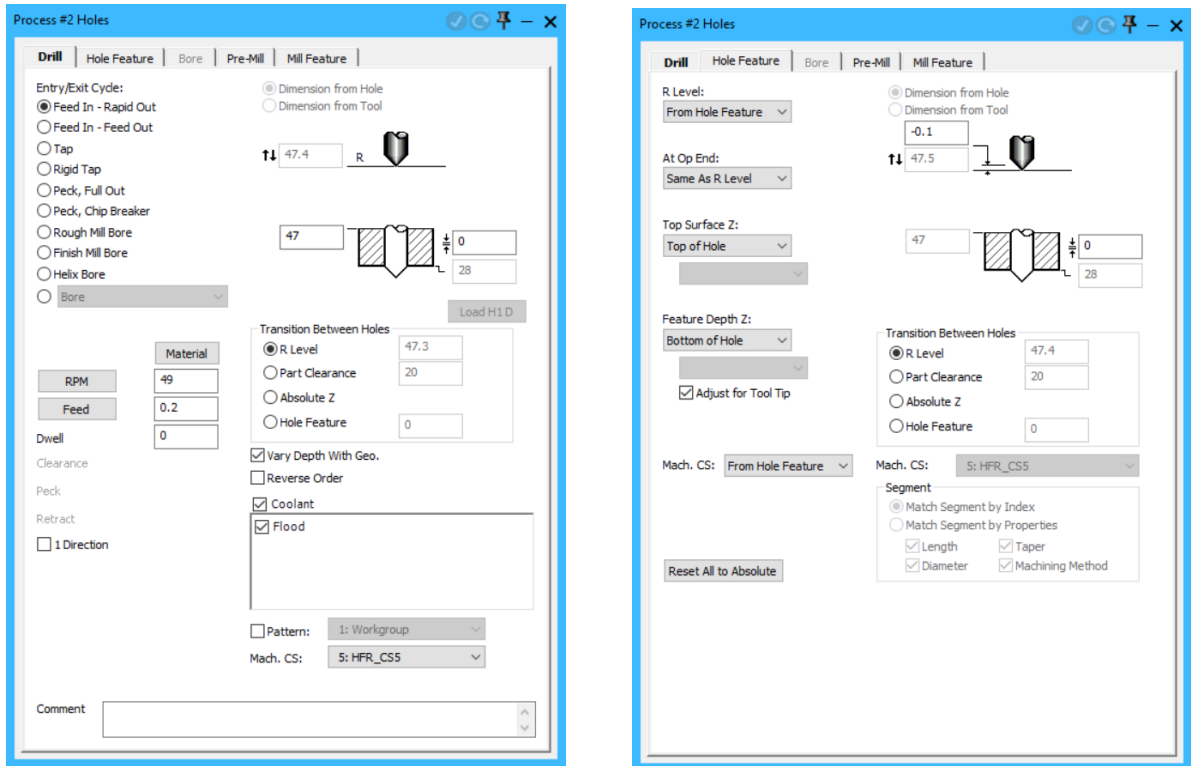 Process #2 Holes
Drill Hole Feature Bore Pre-Mill Mill Feature
Entry/Exit Cycle:
Feed In - Rapid Out
Feed In - Feed Out
Tap
Rigid Tap
Peck, Full Out
Peck, Chip Breaker
Rough Mill Bore
Finish Mill Bore
Helix Bore
Bore
Dimension from Hole
Dimension from Tool
47.4 R
47 0
28
Load H1 D
Material
RPM 49
Feed 0.2
Dwell 0
Clearance
Peck
Retract
1 Direction
Transition Between Holes
R Level 47.3
Part Clearance 20
Absolute Z
Hole Feature 0
Vary Depth With Geo.
Reverse Order
Coolant
Flood
Pattern: 1: Workgroup
Mach. CS: 5: HFR_CS5
Comment
Process #2 Holes
Drill Hole Feature Bore Pre-Mill Mill Feature
R Level:
From Hole Feature
At Op End:
Same As R Level
Top Surface Z:
Top of Hole
Feature Depth Z:
Bottom of Hole
Adjust for Tool Tip
Mach. CS: From Hole Feature
Reset All to Absolute
Dimension from Hole
Dimension from Tool
-0.1
47.5
47 0
28
Transition Between Holes
R Level 47.4
Part Clearance 20
Absolute Z
Hole Feature 0
Mach. CS: 5: HFR_CS5
Segment
Match Segment by Index
Match Segment by Properties
Length Taper
Diameter Machining Method